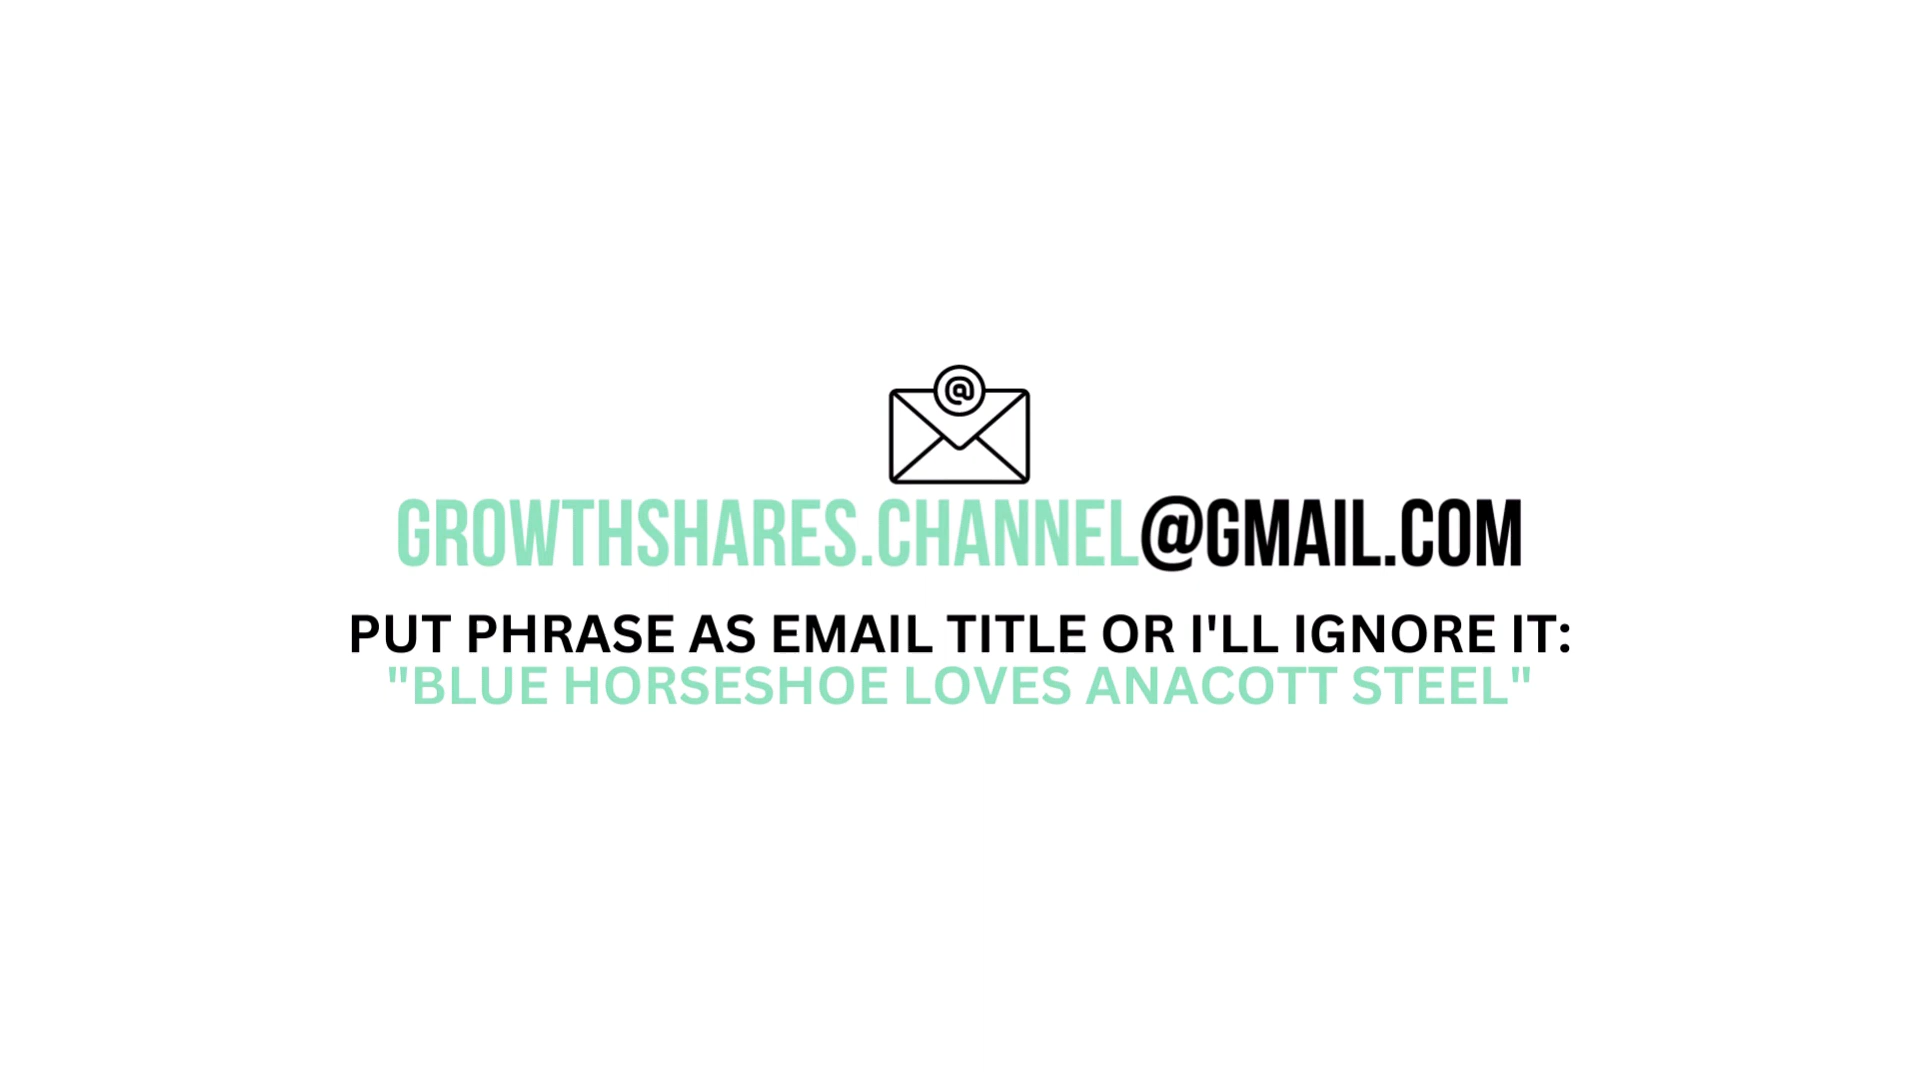 @
GROWTHSHARES.CHANNEL@GMAIL.COM
PUT PHRASE AS EMAIL TITLE OR I'LL IGNORE IT:
"BLUE HORSESHOE LOVES ANACOTT STEEL"